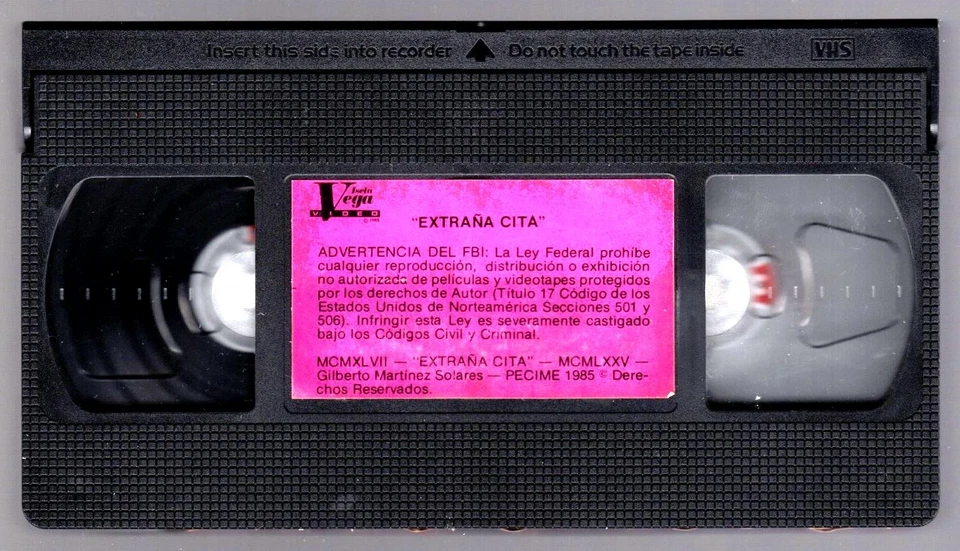 Insert this side into recorder Do not touch the tape inside VHS
Isela
Vega
VIDEO
© 1985
"EXTRAÑA CITA"
ADVERTENCIA DEL FBI: La Ley Federal prohibe
cualquier reproducción, distribución o exhibición
no autorizada de películas y videotapes protegidos
por los derechos de Autor (Título 17 Código de los
Estados Unidos de Norteamérica Secciones 501 y
506). Infringir esta Ley es severamente castigado
bajo los Códigos Civil y Criminal.
MCMXLVII — "EXTRAÑA CITA" — MCMLXXV —
Gilberto Martínez Solares — PECIME 1985 © Dere-
chos Reservados.